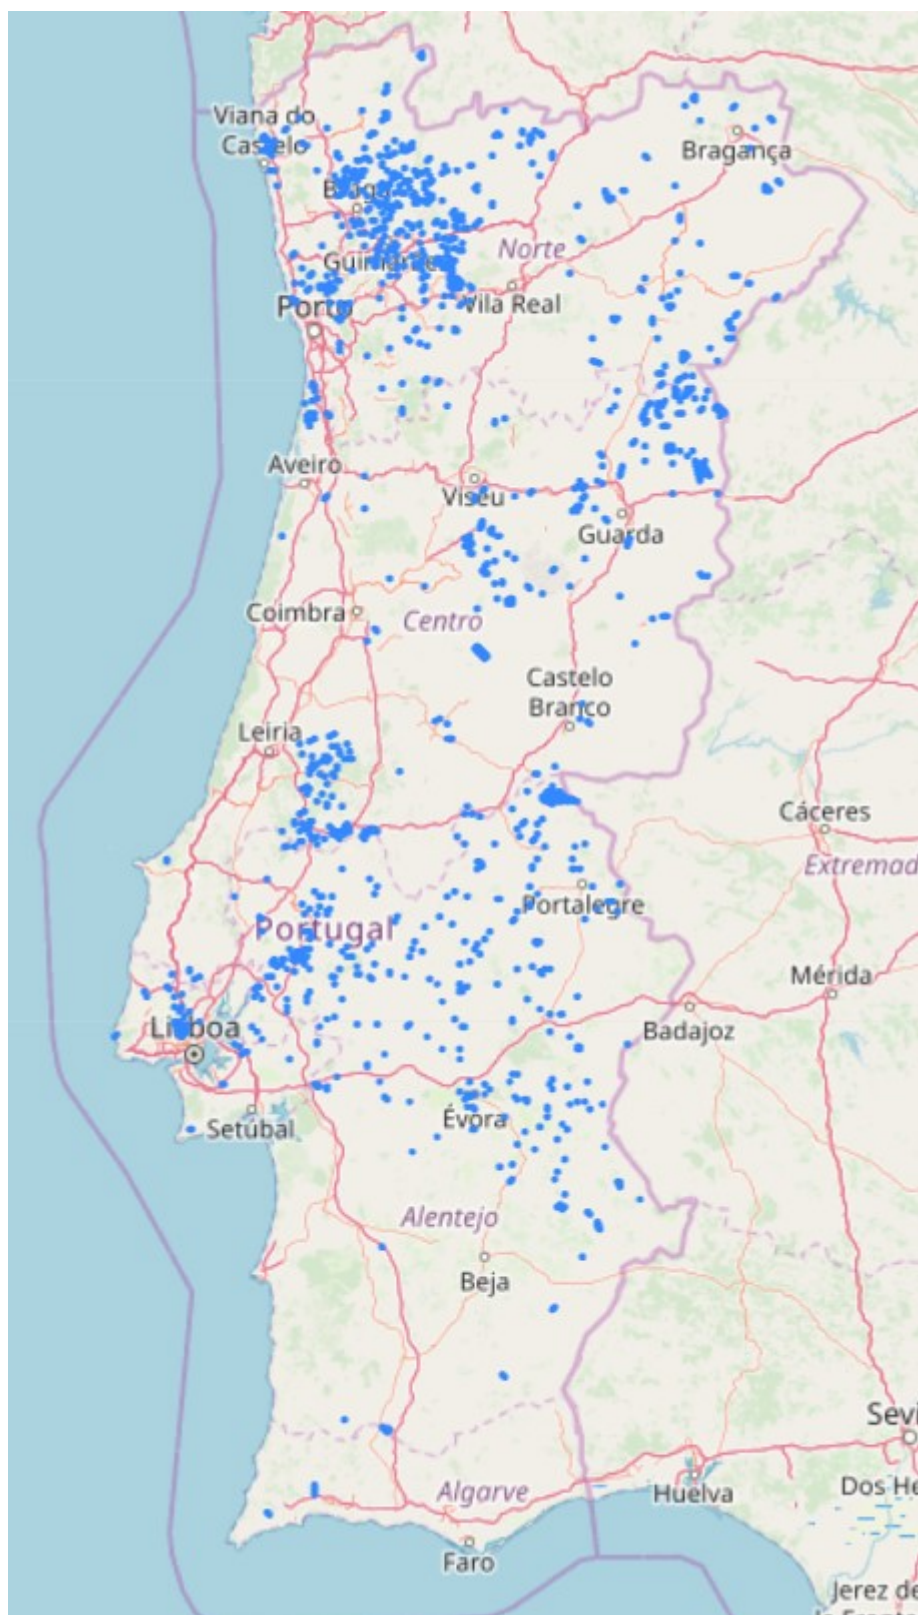 Viana do
Castelo
Bragança
Braga
Norte
Guimarães
Vila Real
Porto
Aveiro
Viseu
Guarda
Coimbra
Centro
Castelo
Branco
Leiria
Cáceres
Extremad
Portalegre
Portugal
Mérida
Lisboa
Badajoz
Évora
Setúbal
Alentejo
Beja
Sevi
Algarve
Huelva
Dos He
Faro
Jerez de